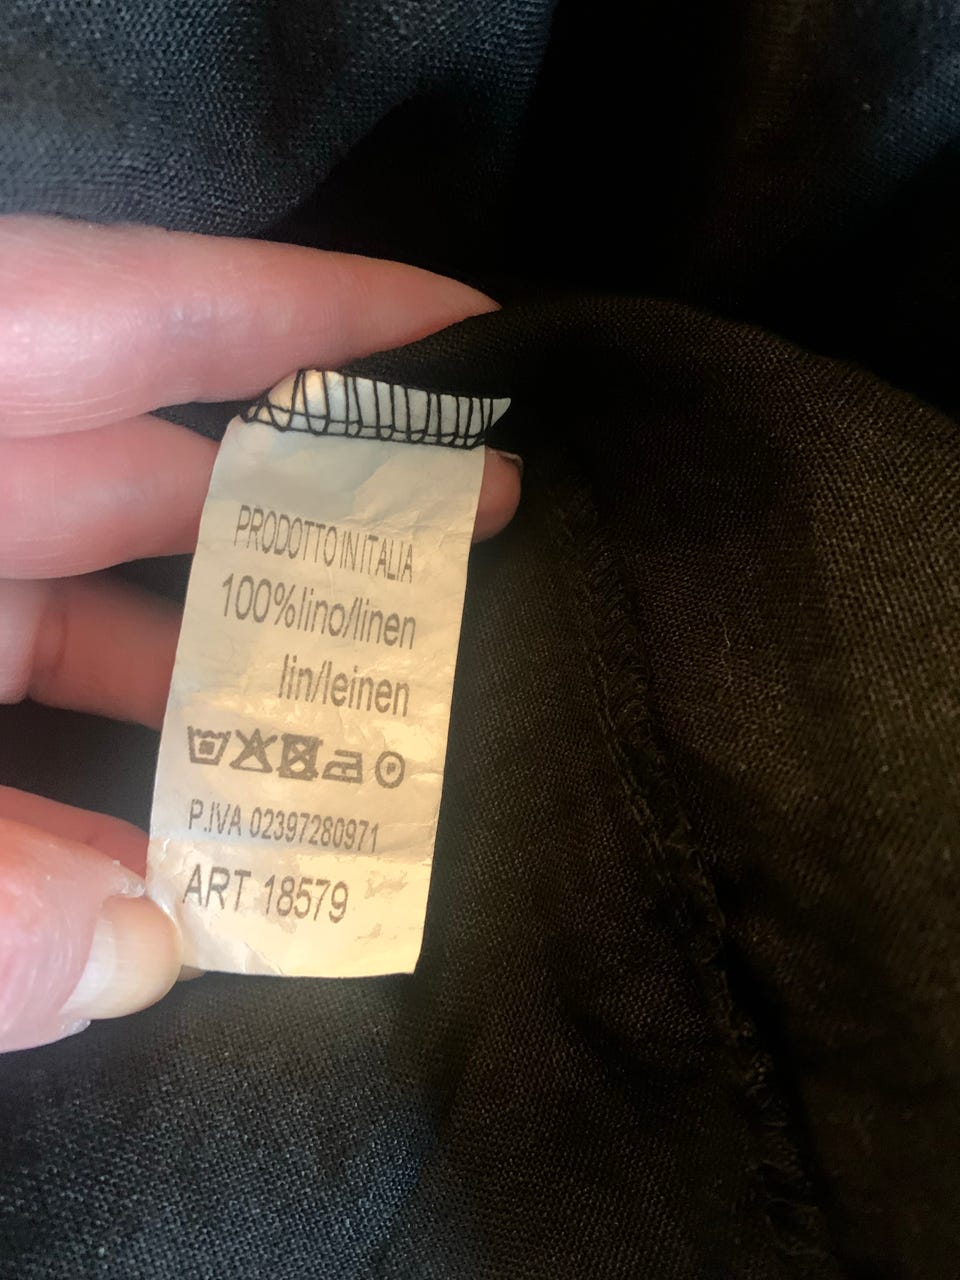 PRODOTTO IN ITALIA
100%lino/linen
lin/leinen
P.IVA 02397280971
ART 18579